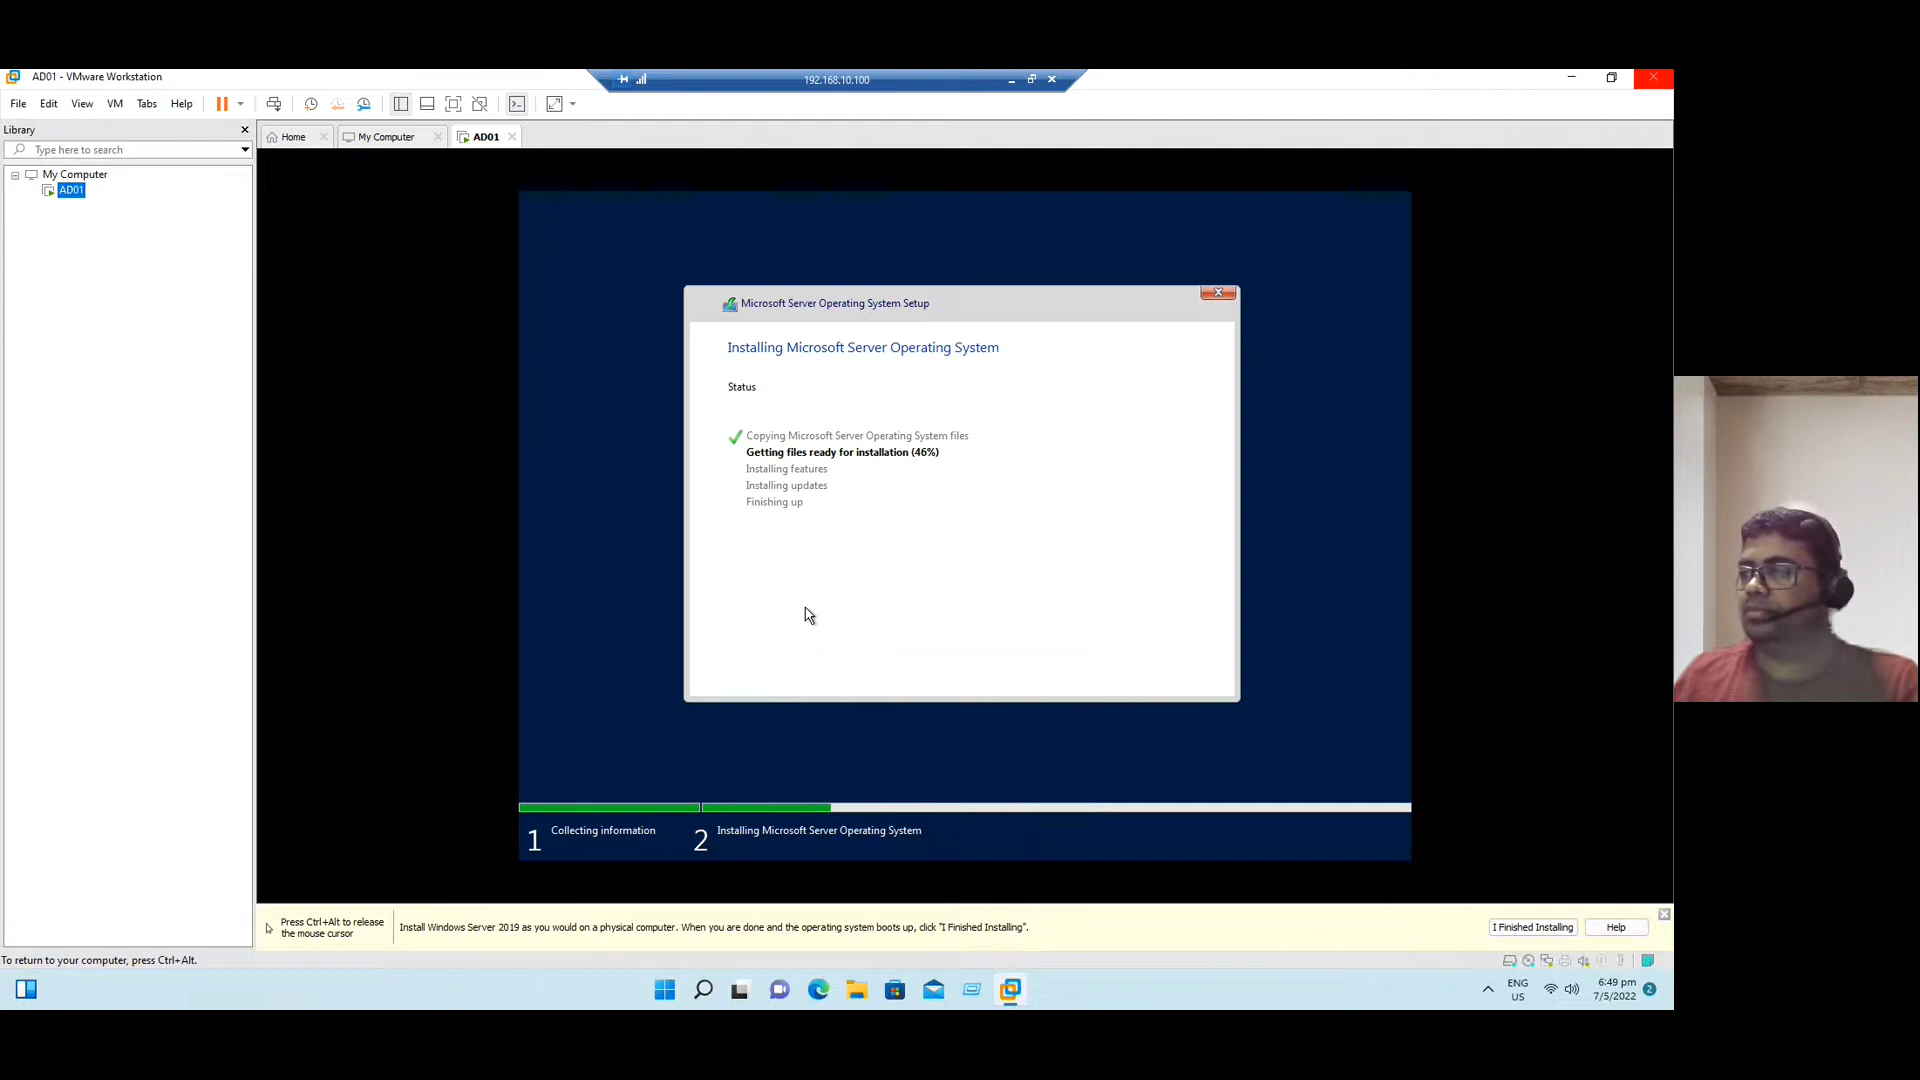 AD01 - VMware Workstation
192.168.10.100
File Edit View VM Tabs Help
Library
Home
My Computer
AD01
Type here to search
My Computer
AD01
Microsoft Server Operating System Setup
Installing Microsoft Server Operating System
Status
Copying Microsoft Server Operating System files
Getting files ready for installation (46%)
Installing features
Installing updates
Finishing up
1 Collecting information
2 Installing Microsoft Server Operating System
Press Ctrl+Alt to release
the mouse cursor
Install Windows Server 2019 as you would on a physical computer. When you are done and the operating system boots up, click "I Finished Installing".
I Finished Installing
Help
To return to your computer, press Ctrl+Alt.
ENG
US
6:49 pm
7/5/2022
2